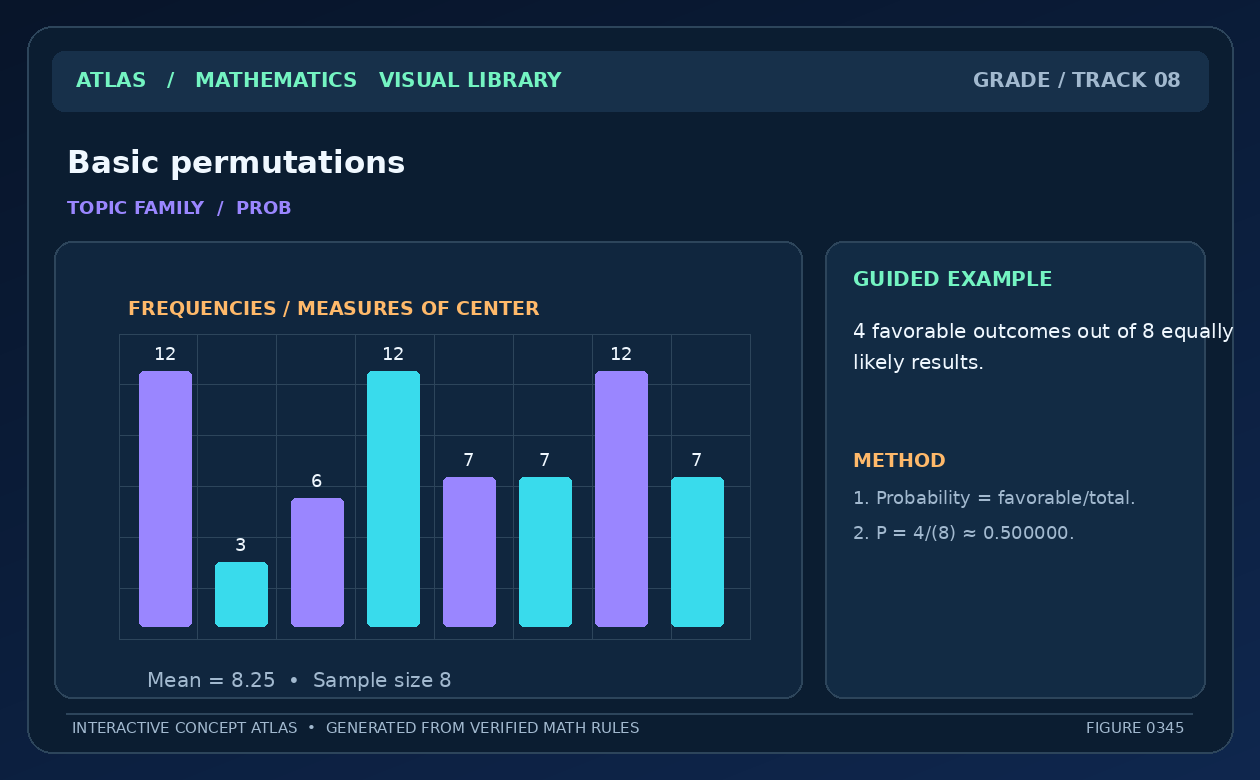 ATLAS / MATHEMATICS VISUAL LIBRARY
GRADE / TRACK 08
Basic permutations
TOPIC FAMILY / PROB
FREQUENCIES / MEASURES OF CENTER
12
3
6
12
7
7
12
7
Mean = 8.25 • Sample size 8
GUIDED EXAMPLE
4 favorable outcomes out of 8 equally
likely results.
METHOD
1. Probability = favorable/total.
2. P = 4/(8) ≈ 0.500000.
INTERACTIVE CONCEPT ATLAS • GENERATED FROM VERIFIED MATH RULES
FIGURE 0345